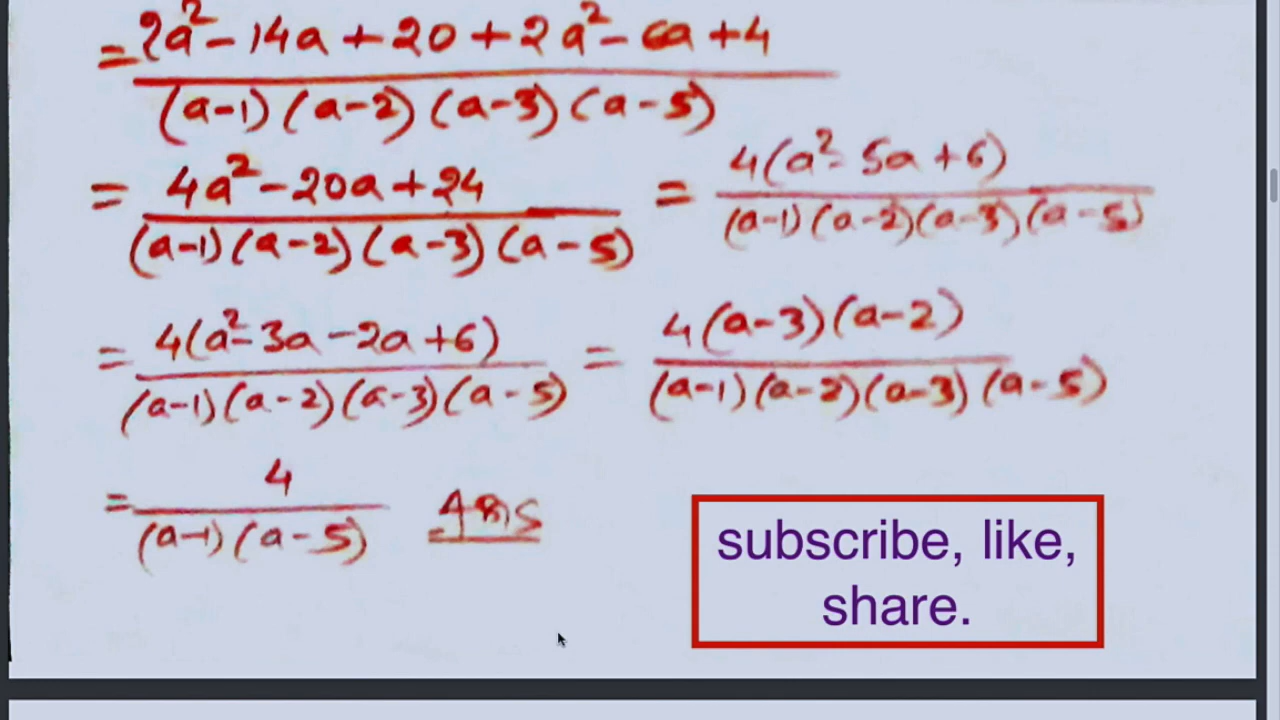 = 2a²-14a+20+2a²-6a+4
(a-1)(a-2)(a-3)(a-5)
= 4a²-20a+24 = 4(a²-5a+6)
(a-1)(a-2)(a-3)(a-5) (a-1)(a-2)(a-3)(a-5)
= 4(a²-3a-2a+6) = 4(a-3)(a-2)
(a-1)(a-2)(a-3)(a-5) (a-1)(a-2)(a-3)(a-5)
= 4
(a-1)(a-5) Ans
subscribe, like,
share.